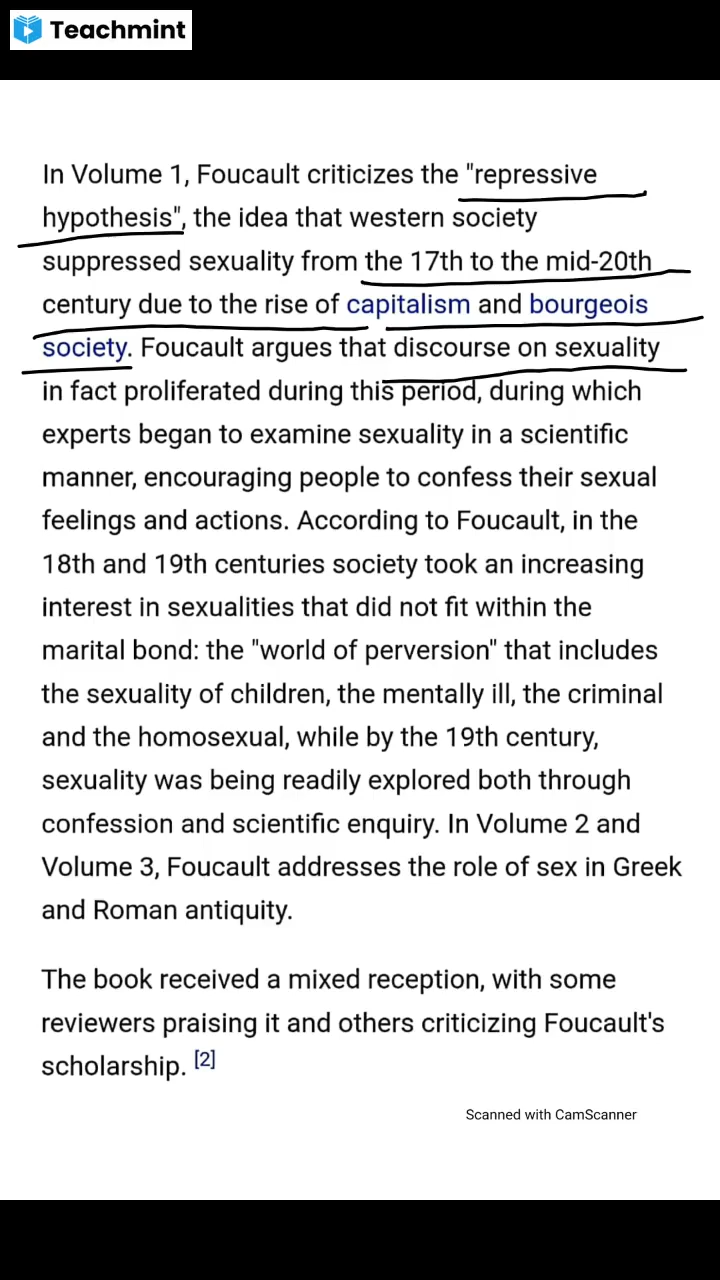 Teachmint
In Volume 1, Foucault criticizes the "repressive
hypothesis", the idea that western society
suppressed sexuality from the 17th to the mid-20th
century due to the rise of capitalism and bourgeois
society. Foucault argues that discourse on sexuality
in fact proliferated during this period, during which
experts began to examine sexuality in a scientific
manner, encouraging people to confess their sexual
feelings and actions. According to Foucault, in the
18th and 19th centuries society took an increasing
interest in sexualities that did not fit within the
marital bond: the "world of perversion" that includes
the sexuality of children, the mentally ill, the criminal
and the homosexual, while by the 19th century,
sexuality was being readily explored both through
confession and scientific enquiry. In Volume 2 and
Volume 3, Foucault addresses the role of sex in Greek
and Roman antiquity.
The book received a mixed reception, with some
reviewers praising it and others criticizing Foucault's
scholarship. [2]
Scanned with CamScanner